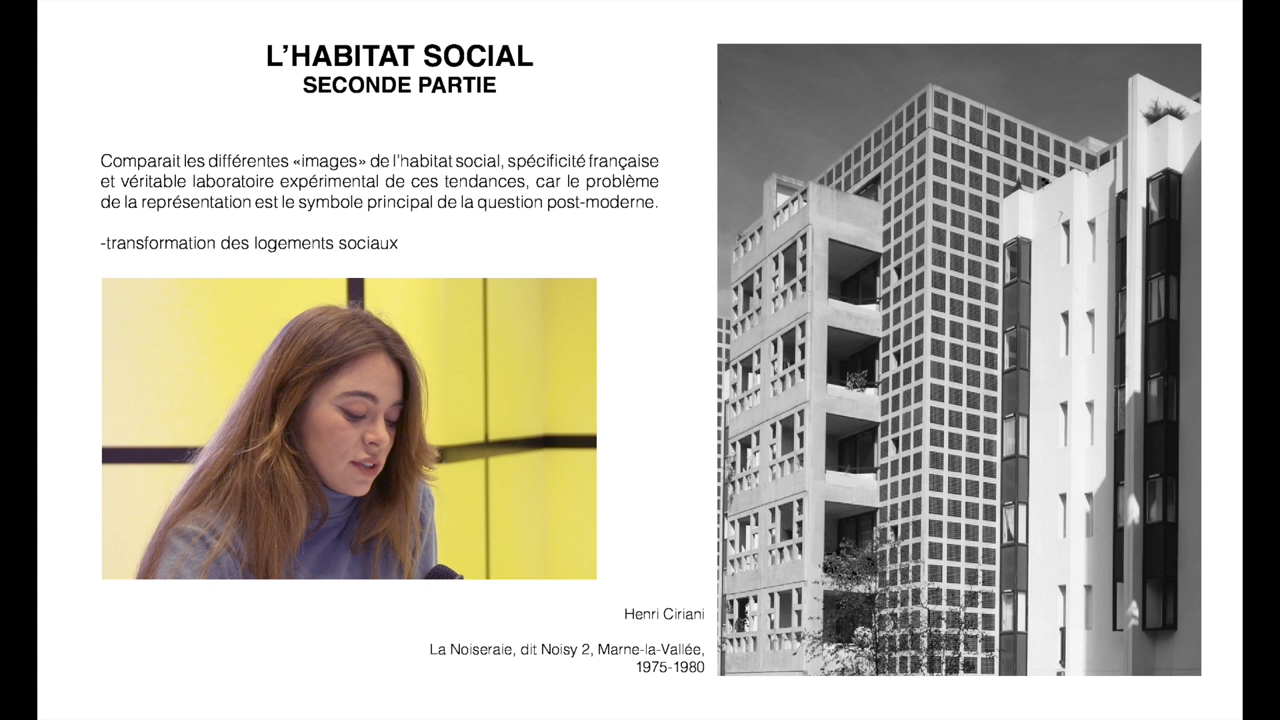 L'HABITAT SOCIAL
SECONDE PARTIE
Comparait les différentes «images» de l'habitat social, spécificité française
et véritable laboratoire expérimental de ces tendances, car le problème
de la représentation est le symbole principal de la question post-moderne.
-transformation des logements sociaux
Henri Ciriani
La Noiseraie, dit Noisy 2, Marne-la-Vallée,
1975-1980